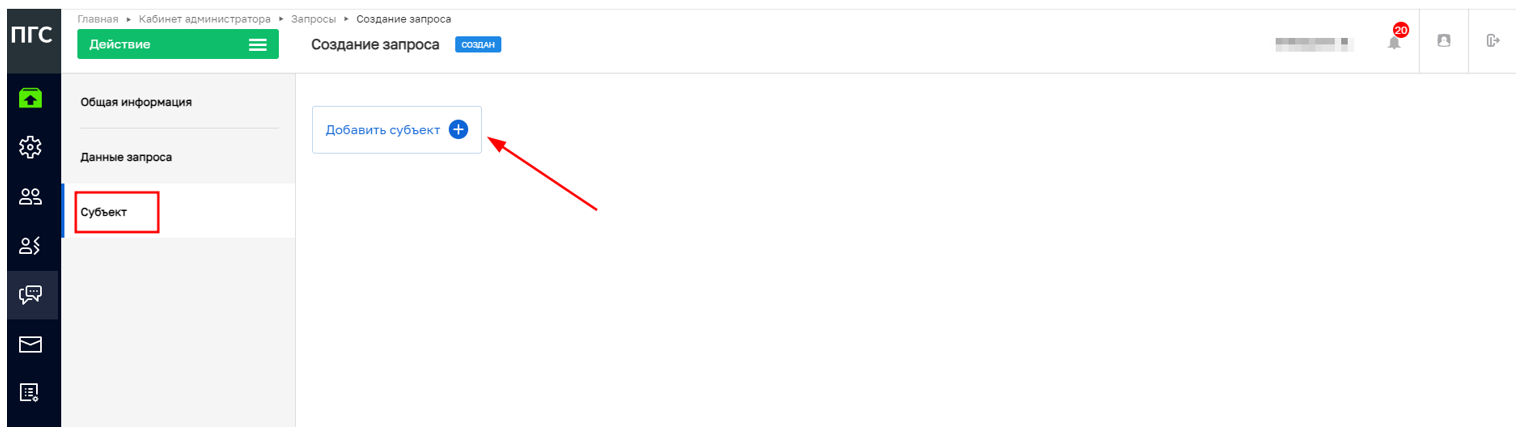 ПГС
Главная ▸ Кабинет администратора ▸ Запросы ▸ Создание запроса
Действие
Создание запроса СОЗДАН
20
Общая информация
Данные запроса
Субъект
Добавить субъект